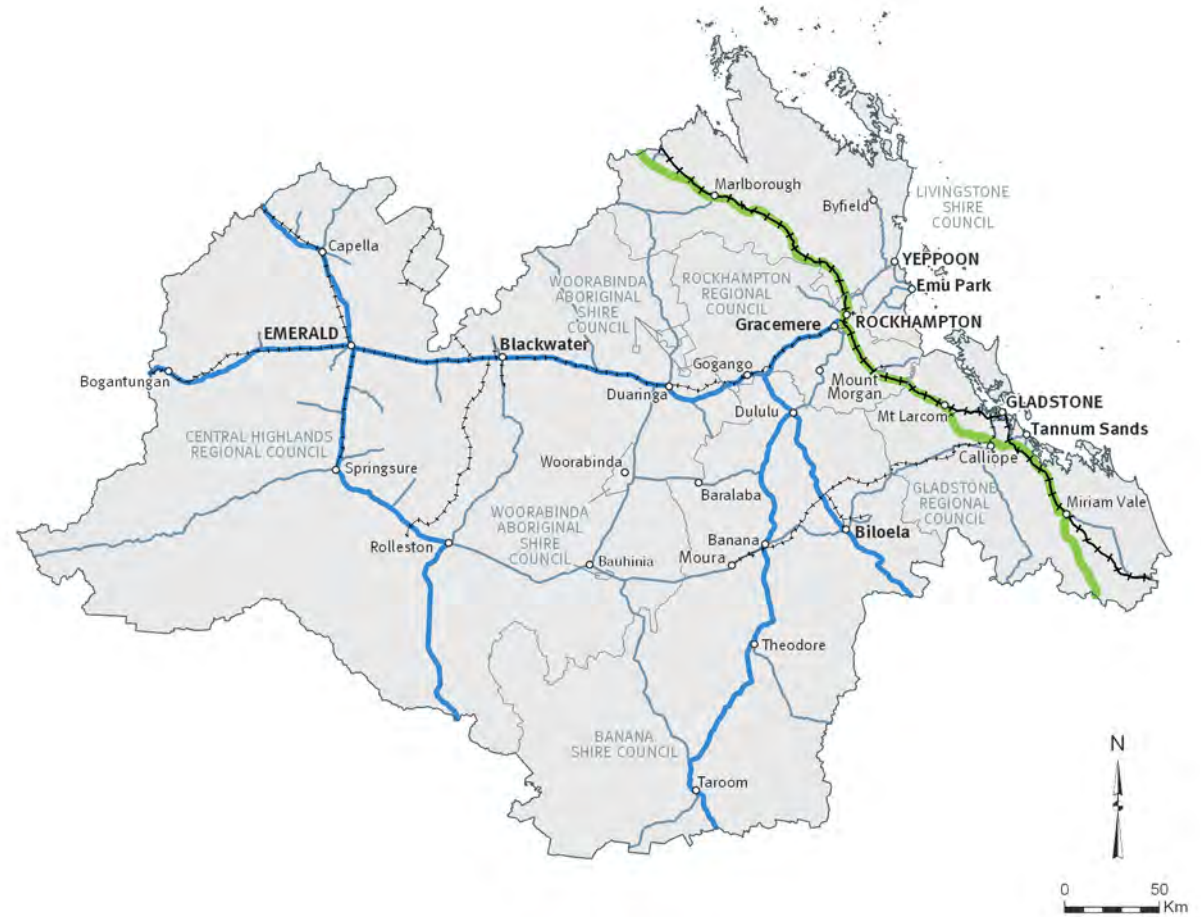 Marlborough
Byfield
LIVINGSTONE
SHIRE
COUNCIL
Capella
YEPPOON
Emu Park
WOORABINDA
ABORIGINAL
SHIRE
COUNCIL
ROCKHAMPTON
REGIONAL
COUNCIL
EMERALD
Blackwater
Gracemere
ROCKHAMPTON
Bogantungan
Gogango
Duaringa
Mount
Morgan
Dululu
Mt Larcom
GLADSTONE
Tannum Sands
CENTRAL HIGHLANDS
REGIONAL COUNCIL
Springsure
Woorabinda
Baralaba
Calliope
GLADSTONE
REGIONAL
COUNCIL
Miriam Vale
WOORABINDA
ABORIGINAL
SHIRE
COUNCIL
Rolleston
Bauhinia
Banana
Moura
Biloela
Theodore
BANANA
SHIRE COUNCIL
Taroom
N
0 50
Km